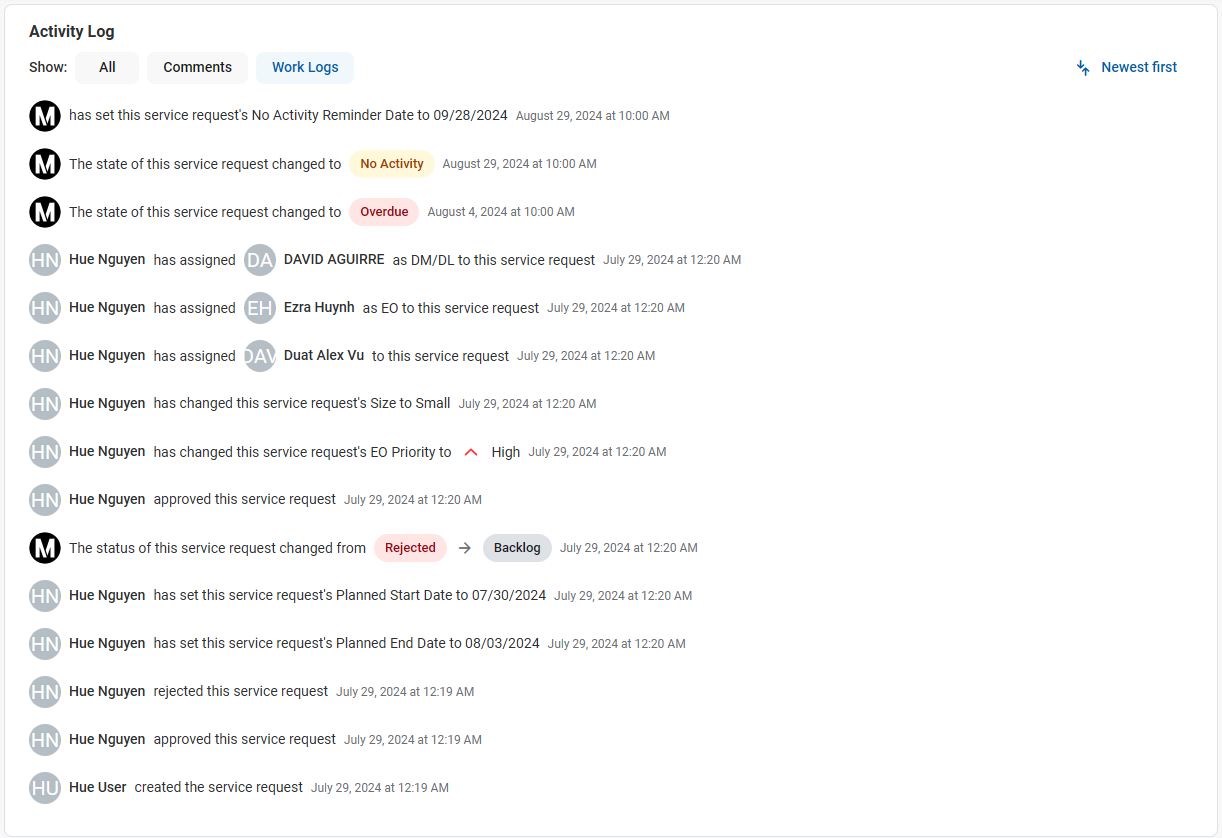 Activity Log
Show: All Comments Work Logs Newest first
M has set this service request's No Activity Reminder Date to 09/28/2024 August 29, 2024 at 10:00 AM
M The state of this service request changed to No Activity August 29, 2024 at 10:00 AM
M The state of this service request changed to Overdue August 4, 2024 at 10:00 AM
HN Hue Nguyen has assigned DA DAVID AGUIRRE as DM/DL to this service request July 29, 2024 at 12:20 AM
HN Hue Nguyen has assigned EH Ezra Huynh as EO to this service request July 29, 2024 at 12:20 AM
HN Hue Nguyen has assigned DAV Duat Alex Vu to this service request July 29, 2024 at 12:20 AM
HN Hue Nguyen has changed this service request's Size to Small July 29, 2024 at 12:20 AM
HN Hue Nguyen has changed this service request's EO Priority to High July 29, 2024 at 12:20 AM
HN Hue Nguyen approved this service request July 29, 2024 at 12:20 AM
M The status of this service request changed from Rejected → Backlog July 29, 2024 at 12:20 AM
HN Hue Nguyen has set this service request's Planned Start Date to 07/30/2024 July 29, 2024 at 12:20 AM
HN Hue Nguyen has set this service request's Planned End Date to 08/03/2024 July 29, 2024 at 12:20 AM
HN Hue Nguyen rejected this service request July 29, 2024 at 12:19 AM
HN Hue Nguyen approved this service request July 29, 2024 at 12:19 AM
HU Hue User created the service request July 29, 2024 at 12:19 AM